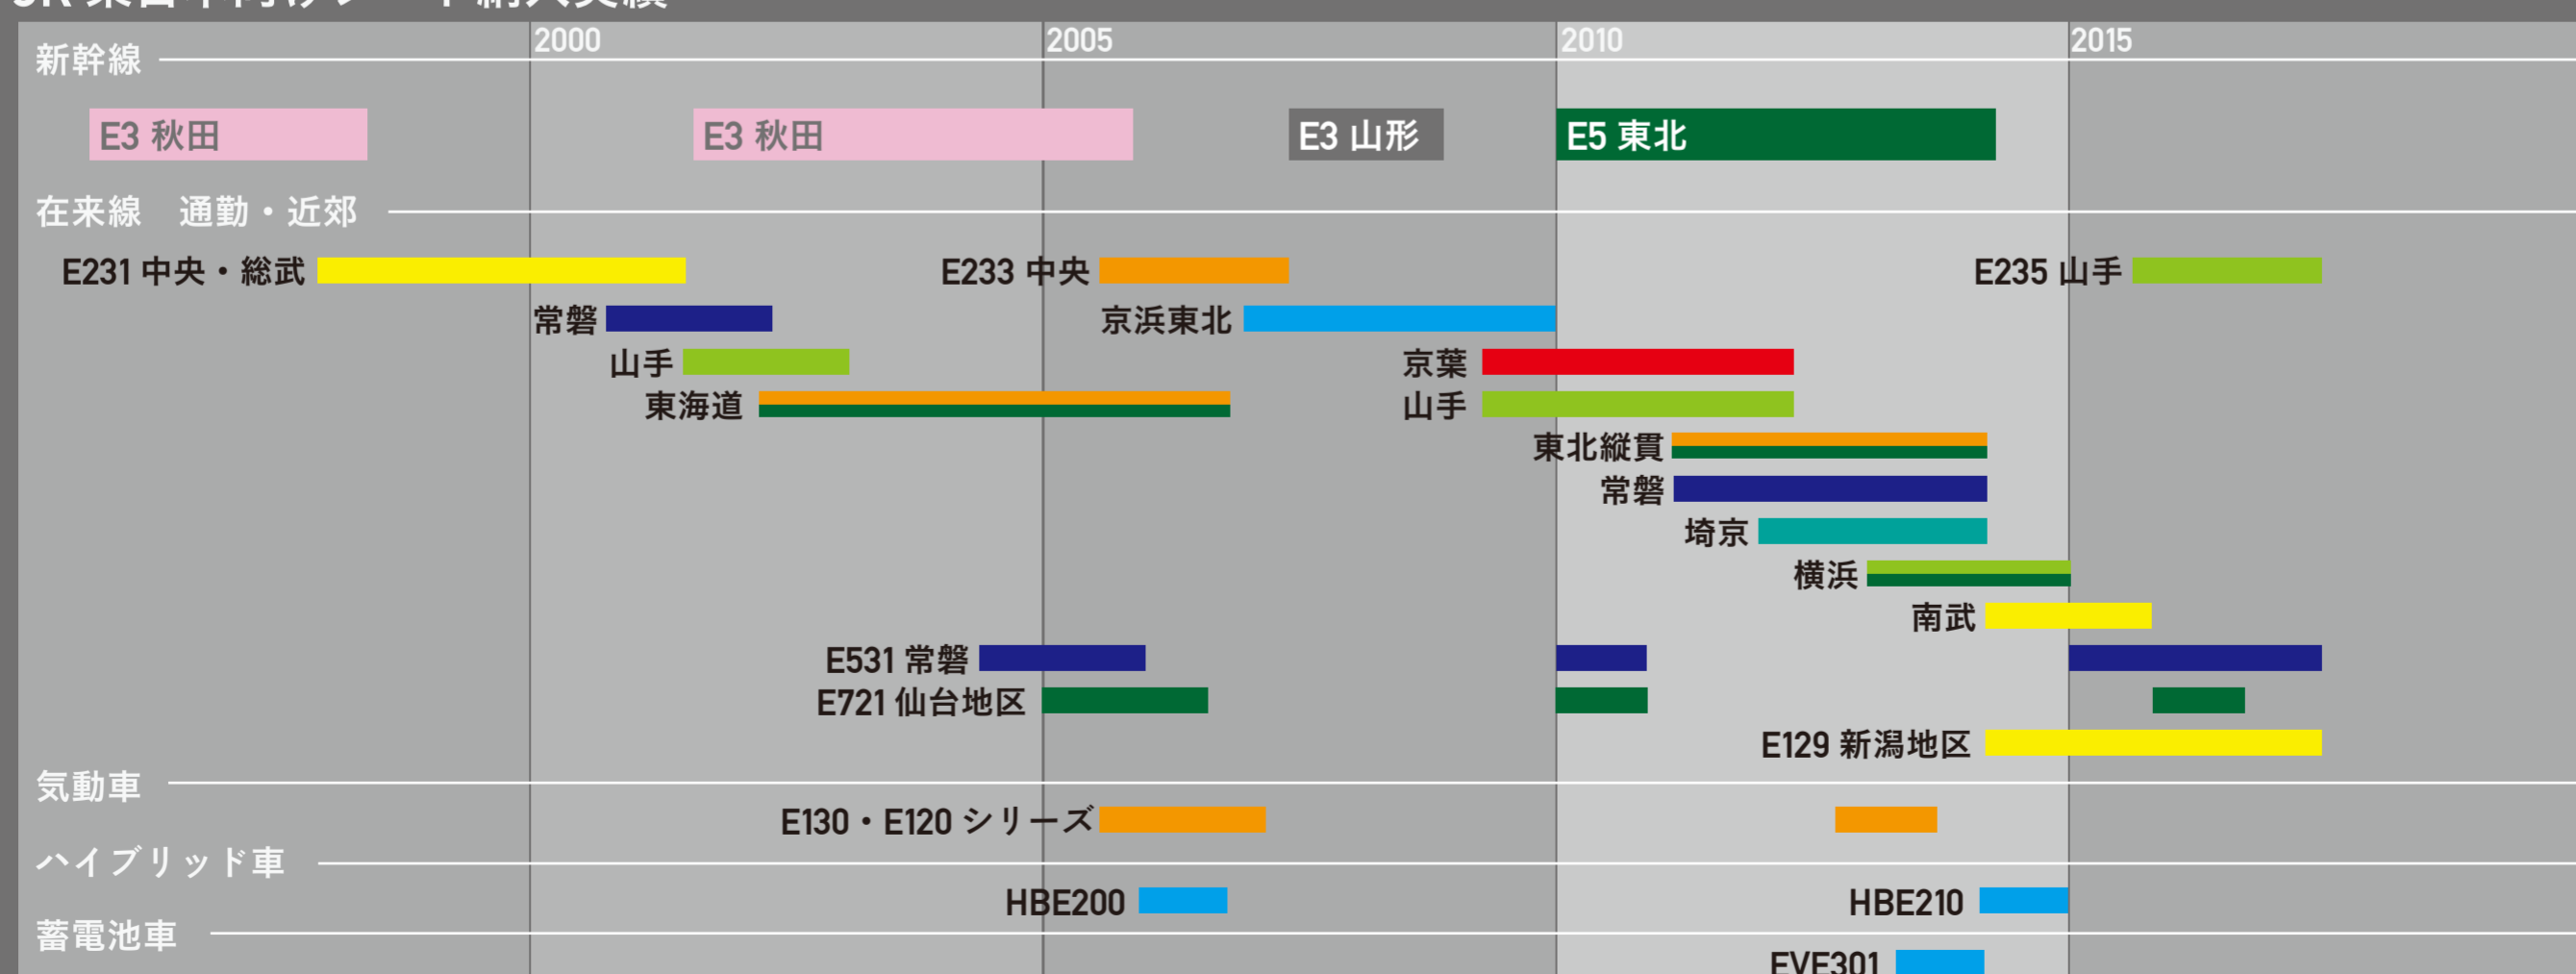 2000 2005 2010 2015
新幹線
E3 秋田 E3 秋田 E3 山形 E5 東北
在来線 通勤・近郊
E231 中央・総武 E233 中央 E235 山手
常磐 京浜東北
山手 京葉
東海道 山手
東北縦貫
常磐
埼京
横浜
南武
E531 常磐
E721 仙台地区
E129 新潟地区
気動車
E130・E120 シリーズ
ハイブリッド車
HBE200 HBE210
蓄電池車
EVE301